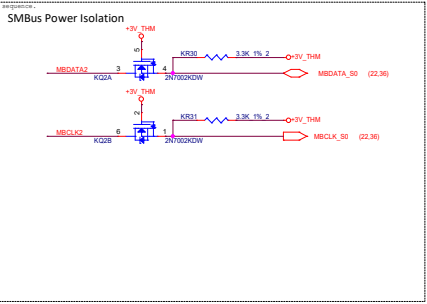 sequence.
SMBus Power Isolation
+3V_THM
5
KR30 3.3K 1% 2 +3V_THM
MBDATA2 3 4 MBDATA_S0 (22,36)
KQ2A 2N7002KDW
+3V_THM
2
KR31 3.3K 1% 2 +3V_THM
MBCLK2 6 1 MBCLK_S0 (22,36)
KQ2B 2N7002KDW